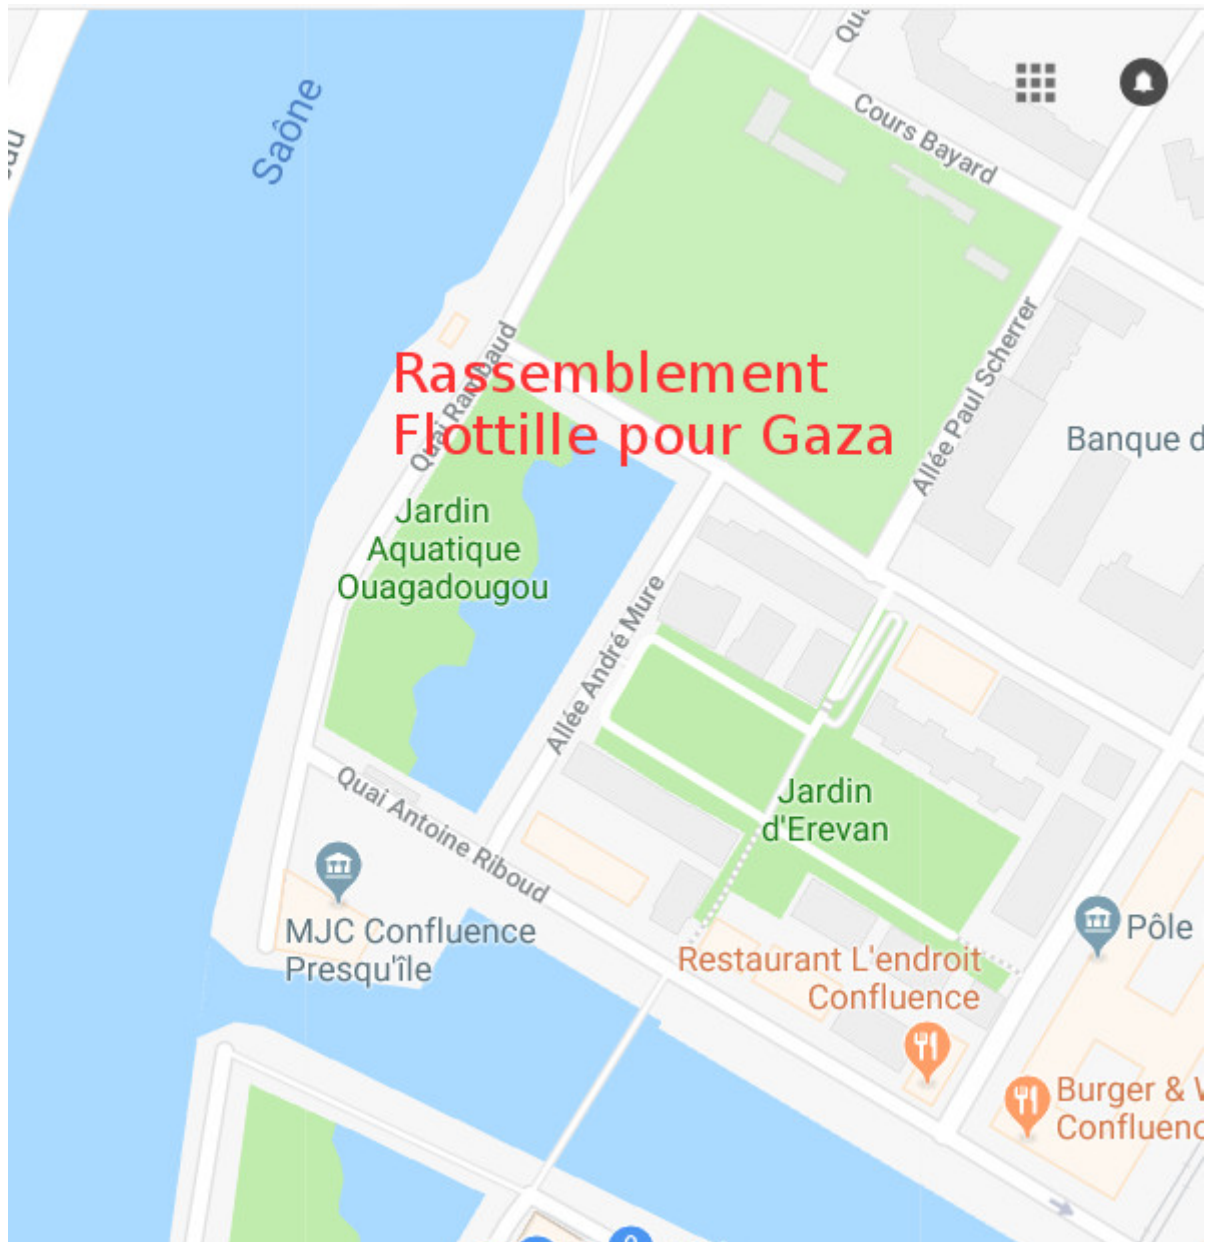 Saône
Cours Bayard
Rassemblement
Flottille pour Gaza
Quai Rambaud
Allée Paul Scherrer
Banque d
Jardin
Aquatique
Ouagadougou
Allée André Mure
Jardin
d'Erevan
Quai Antoine Riboud
MJC Confluence
Presqu'île
Restaurant L'endroit
Confluence
Pôle
Burger &
Confluenc